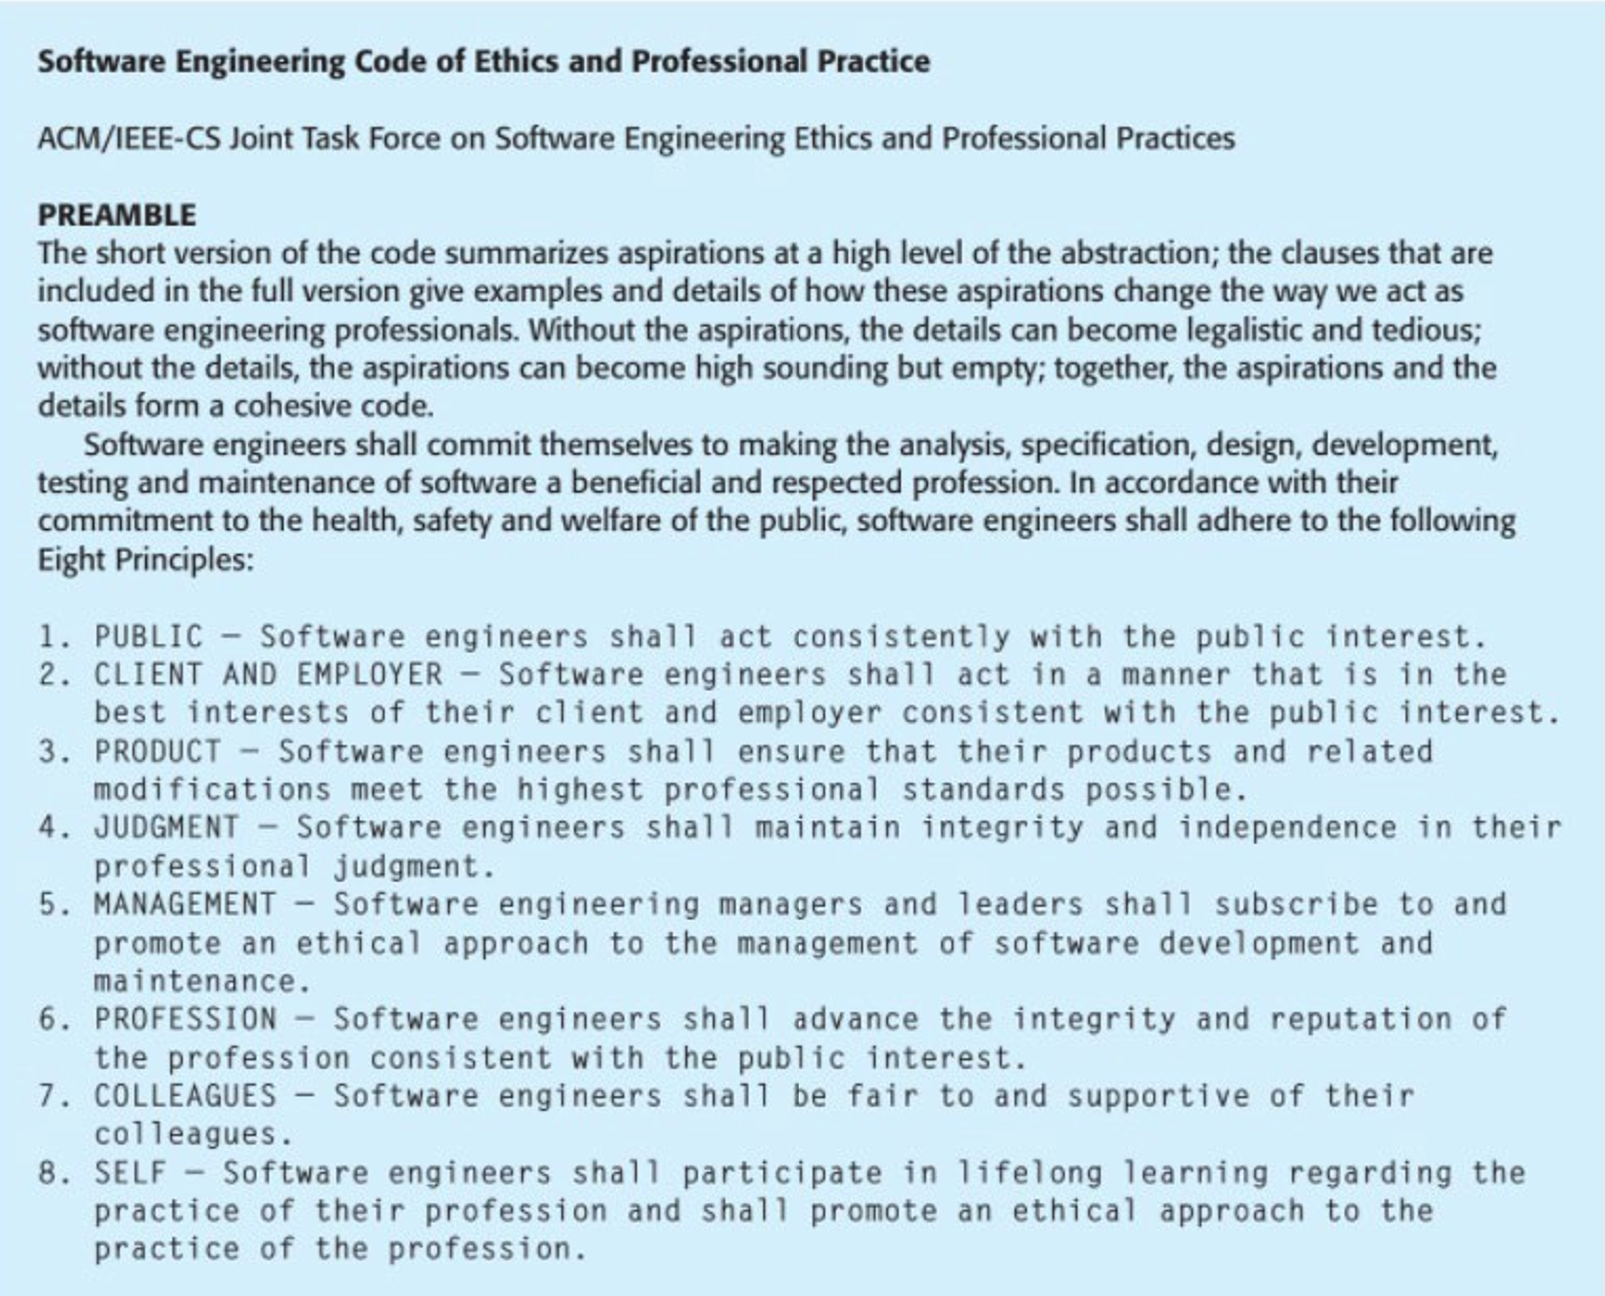 Software Engineering Code of Ethics and Professional Practice
ACM/IEEE-CS Joint Task Force on Software Engineering Ethics and Professional Practices
PREAMBLE
The short version of the code summarizes aspirations at a high level of the abstraction; the clauses that are
included in the full version give examples and details of how these aspirations change the way we act as
software engineering professionals. Without the aspirations, the details can become legalistic and tedious;
without the details, the aspirations can become high sounding but empty; together, the aspirations and the
details form a cohesive code.
Software engineers shall commit themselves to making the analysis, specification, design, development,
testing and maintenance of software a beneficial and respected profession. In accordance with their
commitment to the health, safety and welfare of the public, software engineers shall adhere to the following
Eight Principles:
1. PUBLIC — Software engineers shall act consistently with the public interest.
2. CLIENT AND EMPLOYER — Software engineers shall act in a manner that is in the
best interests of their client and employer consistent with the public interest.
3. PRODUCT — Software engineers shall ensure that their products and related
modifications meet the highest professional standards possible.
4. JUDGMENT — Software engineers shall maintain integrity and independence in their
professional judgment.
5. MANAGEMENT — Software engineering managers and leaders shall subscribe to and
promote an ethical approach to the management of software development and
maintenance.
6. PROFESSION — Software engineers shall advance the integrity and reputation of
the profession consistent with the public interest.
7. COLLEAGUES — Software engineers shall be fair to and supportive of their
colleagues.
8. SELF — Software engineers shall participate in lifelong learning regarding the
practice of their profession and shall promote an ethical approach to the
practice of the profession.